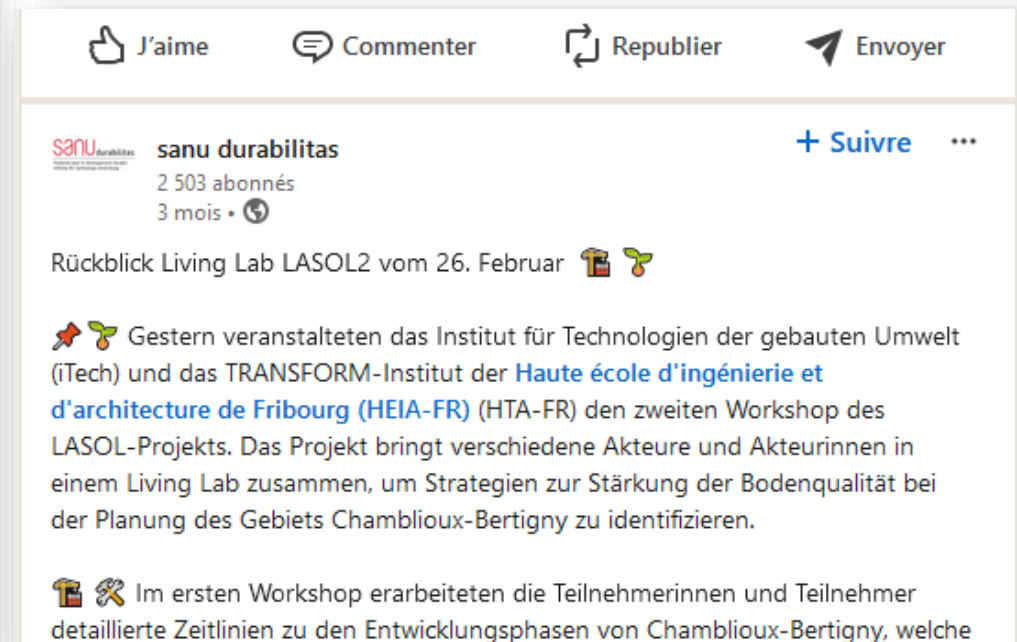 J'aime Commenter Republier Envoyer
sanu durabilitas
sanu durabilitas + Suivre ...
2 503 abonnés
3 mois •
Rückblick Living Lab LASOL2 vom 26. Februar 🏗️ 🌱
📌 🌱 Gestern veranstalteten das Institut für Technologien der gebauten Umwelt
(iTech) und das TRANSFORM-Institut der Haute école d'ingénierie et
d'architecture de Fribourg (HEIA-FR) (HTA-FR) den zweiten Workshop des
LASOL-Projekts. Das Projekt bringt verschiedene Akteure und Akteurinnen in
einem Living Lab zusammen, um Strategien zur Stärkung der Bodenqualität bei
der Planung des Gebiets Chamblioux-Bertigny zu identifizieren.
🏗️ 🛠️ Im ersten Workshop erarbeiteten die Teilnehmerinnen und Teilnehmer
detaillierte Zeitlinien zu den Entwicklungsphasen von Chamblioux-Bertigny, welche